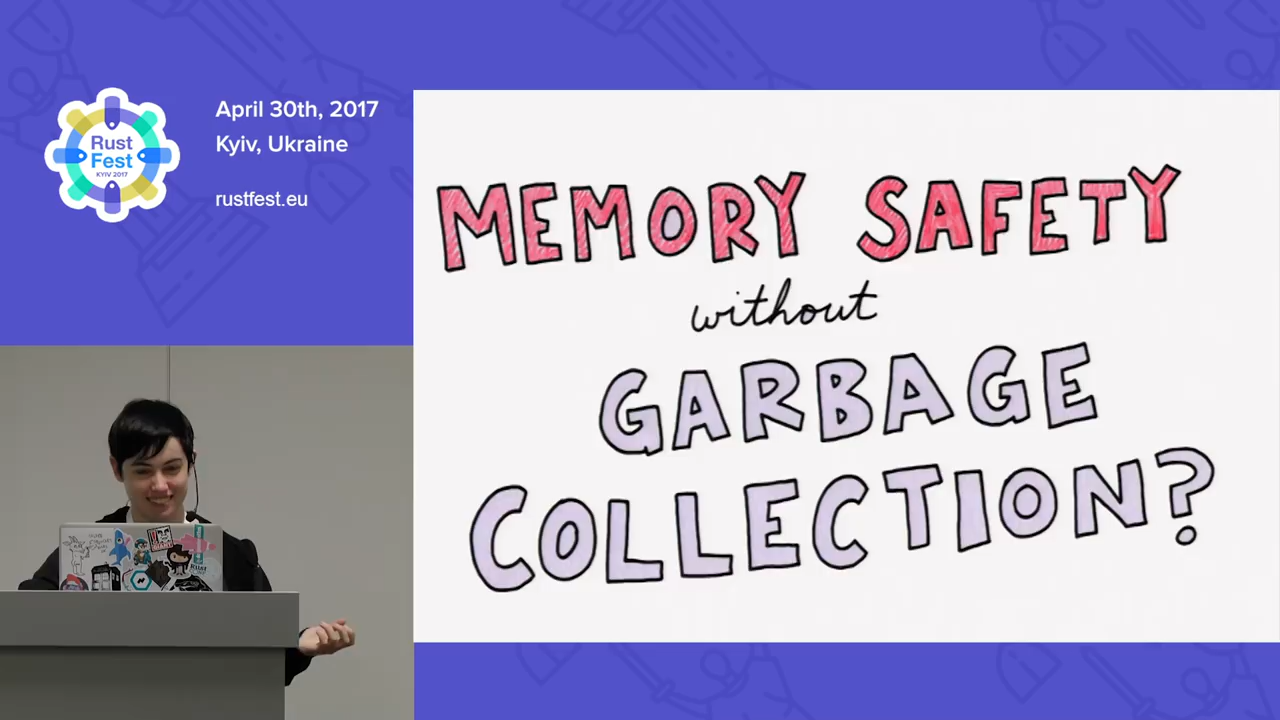 Rust
Fest
KYIV 2017
April 30th, 2017
Kyiv, Ukraine
rustfest.eu
MEMORY SAFETY
without
GARBAGE
COLLECTION?